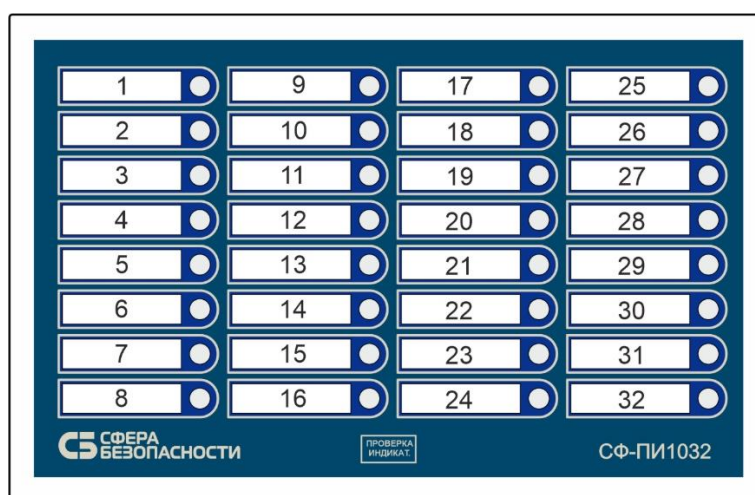 1 9 17 25
2 10 18 26
3 11 19 27
4 12 20 28
5 13 21 29
6 14 22 30
7 15 23 31
8 16 24 32
СБ СФЕРА
БЕЗОПАСНОСТИ
ПРОВЕРКА
ИНДИКАТ.
СФ-ПИ1032